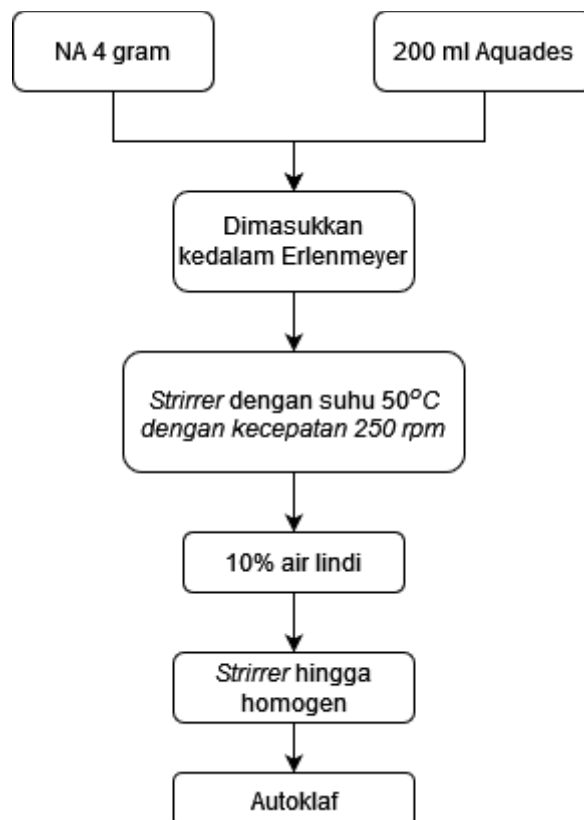 NA 4 gram
200 ml Aquades
Dimasukkan
kedalam Erlenmeyer
Strirrer dengan suhu 50°C
dengan kecepatan 250 rpm
10% air lindi
Strirrer hingga
homogen
Autoklaf